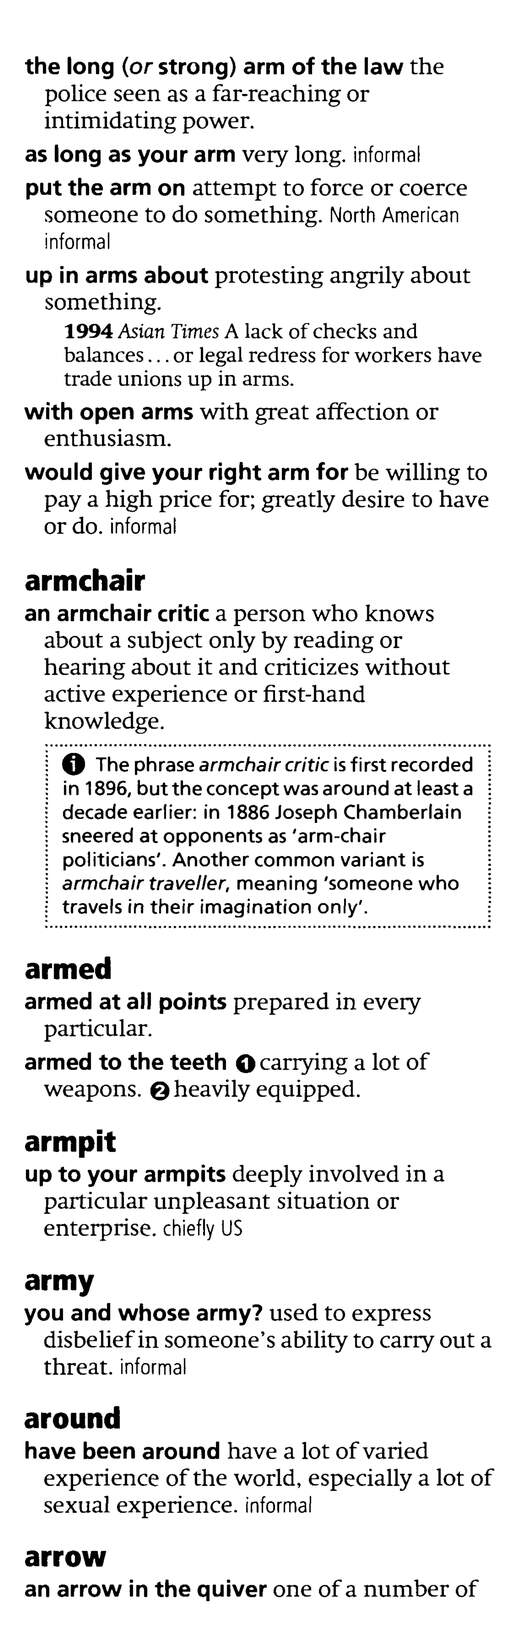 the long (or strong) arm of the law the
police seen as a far-reaching or
intimidating power.
as long as your arm very long. informal
put the arm on attempt to force or coerce
someone to do something. North American
informal
up in arms about protesting angrily about
something.
1994 Asian Times A lack of checks and
balances...or legal redress for workers have
trade unions up in arms.
with open arms with great affection or
enthusiasm.
would give your right arm for be willing to
pay a high price for; greatly desire to have
or do. informal
armchair
an armchair critic a person who knows
about a subject only by reading or
hearing about it and criticizes without
active experience or first-hand
knowledge.
i The phrase armchair critic is first recorded
in 1896, but the concept was around at least a
decade earlier: in 1886 Joseph Chamberlain
sneered at opponents as 'arm-chair
politicians'. Another common variant is
armchair traveller, meaning 'someone who
travels in their imagination only'.
armed
armed at all points prepared in every
particular.
armed to the teeth ❶ carrying a lot of
weapons. ❷ heavily equipped.
armpit
up to your armpits deeply involved in a
particular unpleasant situation or
enterprise. chiefly US
army
you and whose army? used to express
disbelief in someone's ability to carry out a
threat. informal
around
have been around have a lot of varied
experience of the world, especially a lot of
sexual experience. informal
arrow
an arrow in the quiver one of a number of